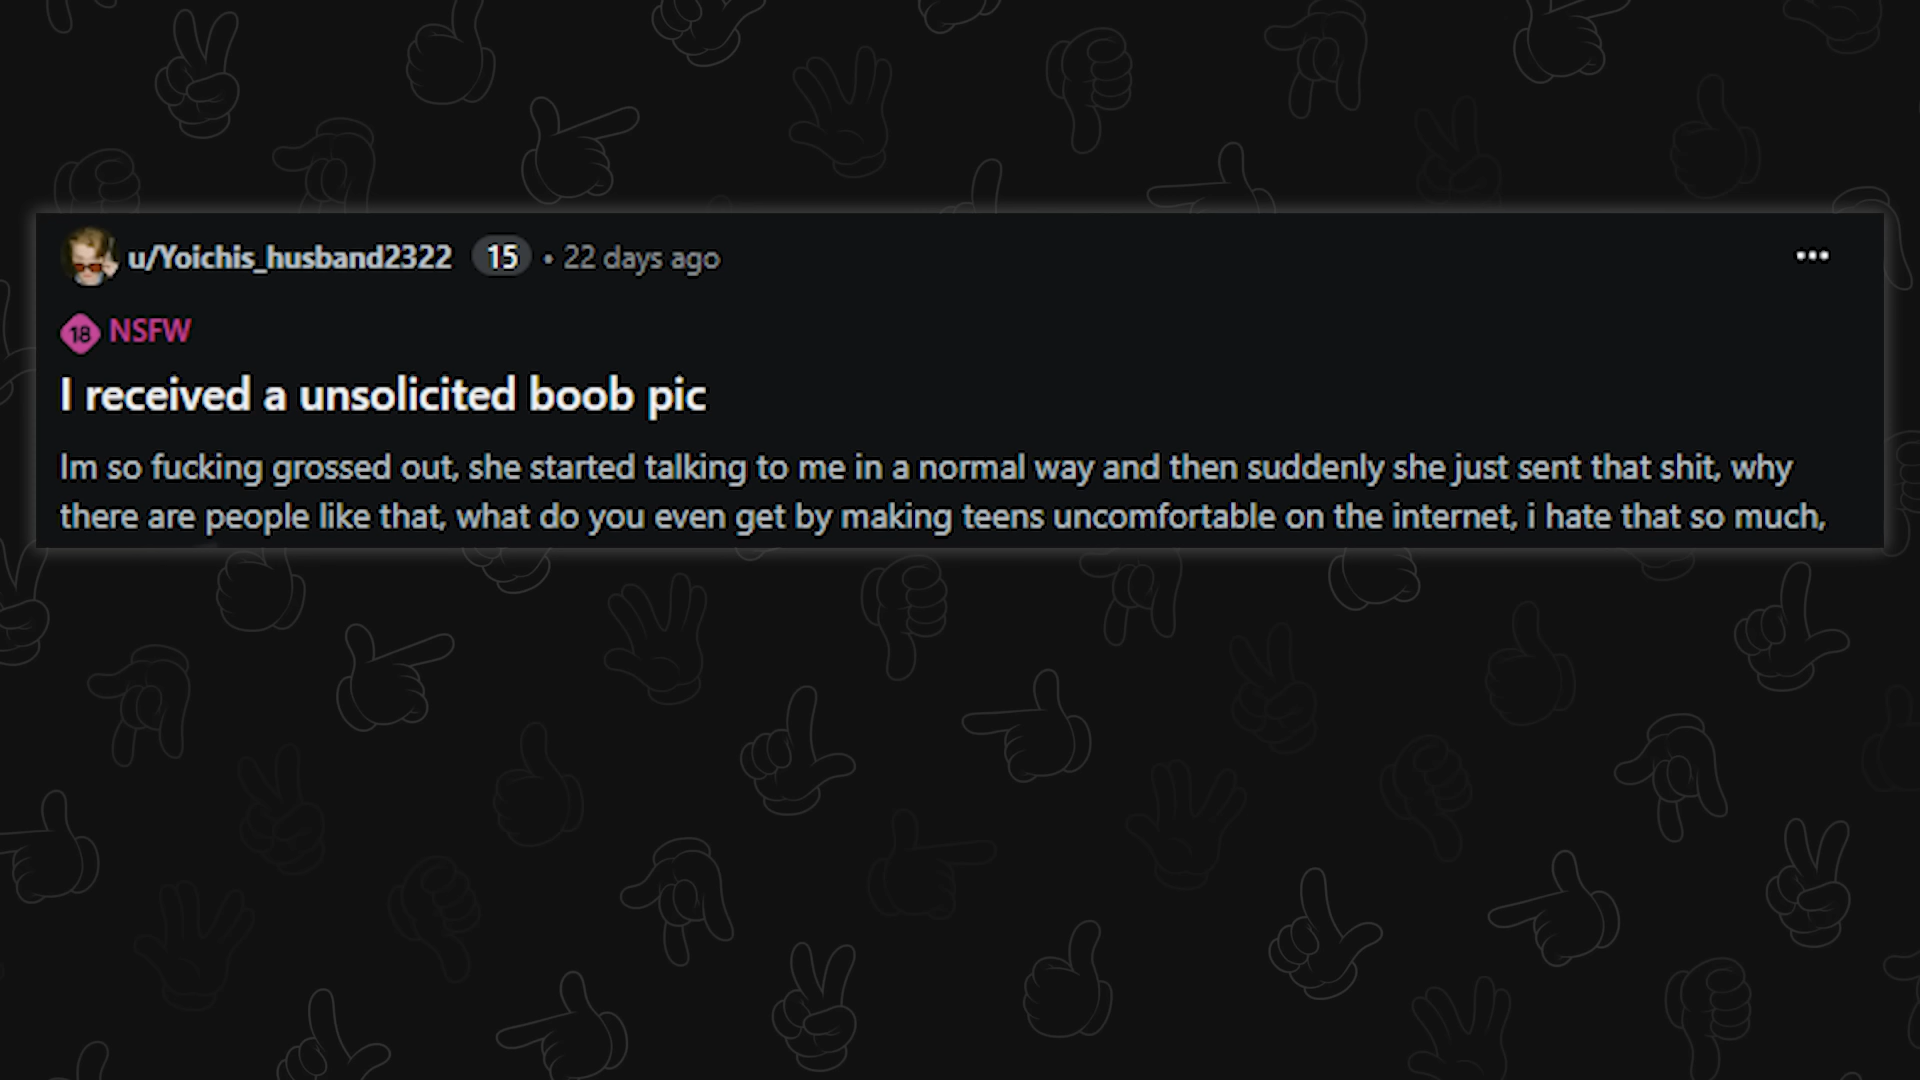 u/Yoichis_husband2322 15 • 22 days ago
18 NSFW
I received a unsolicited boob pic
Im so fucking grossed out, she started talking to me in a normal way and then suddenly she just sent that shit, why
there are people like that, what do you even get by making teens uncomfortable on the internet, i hate that so much,